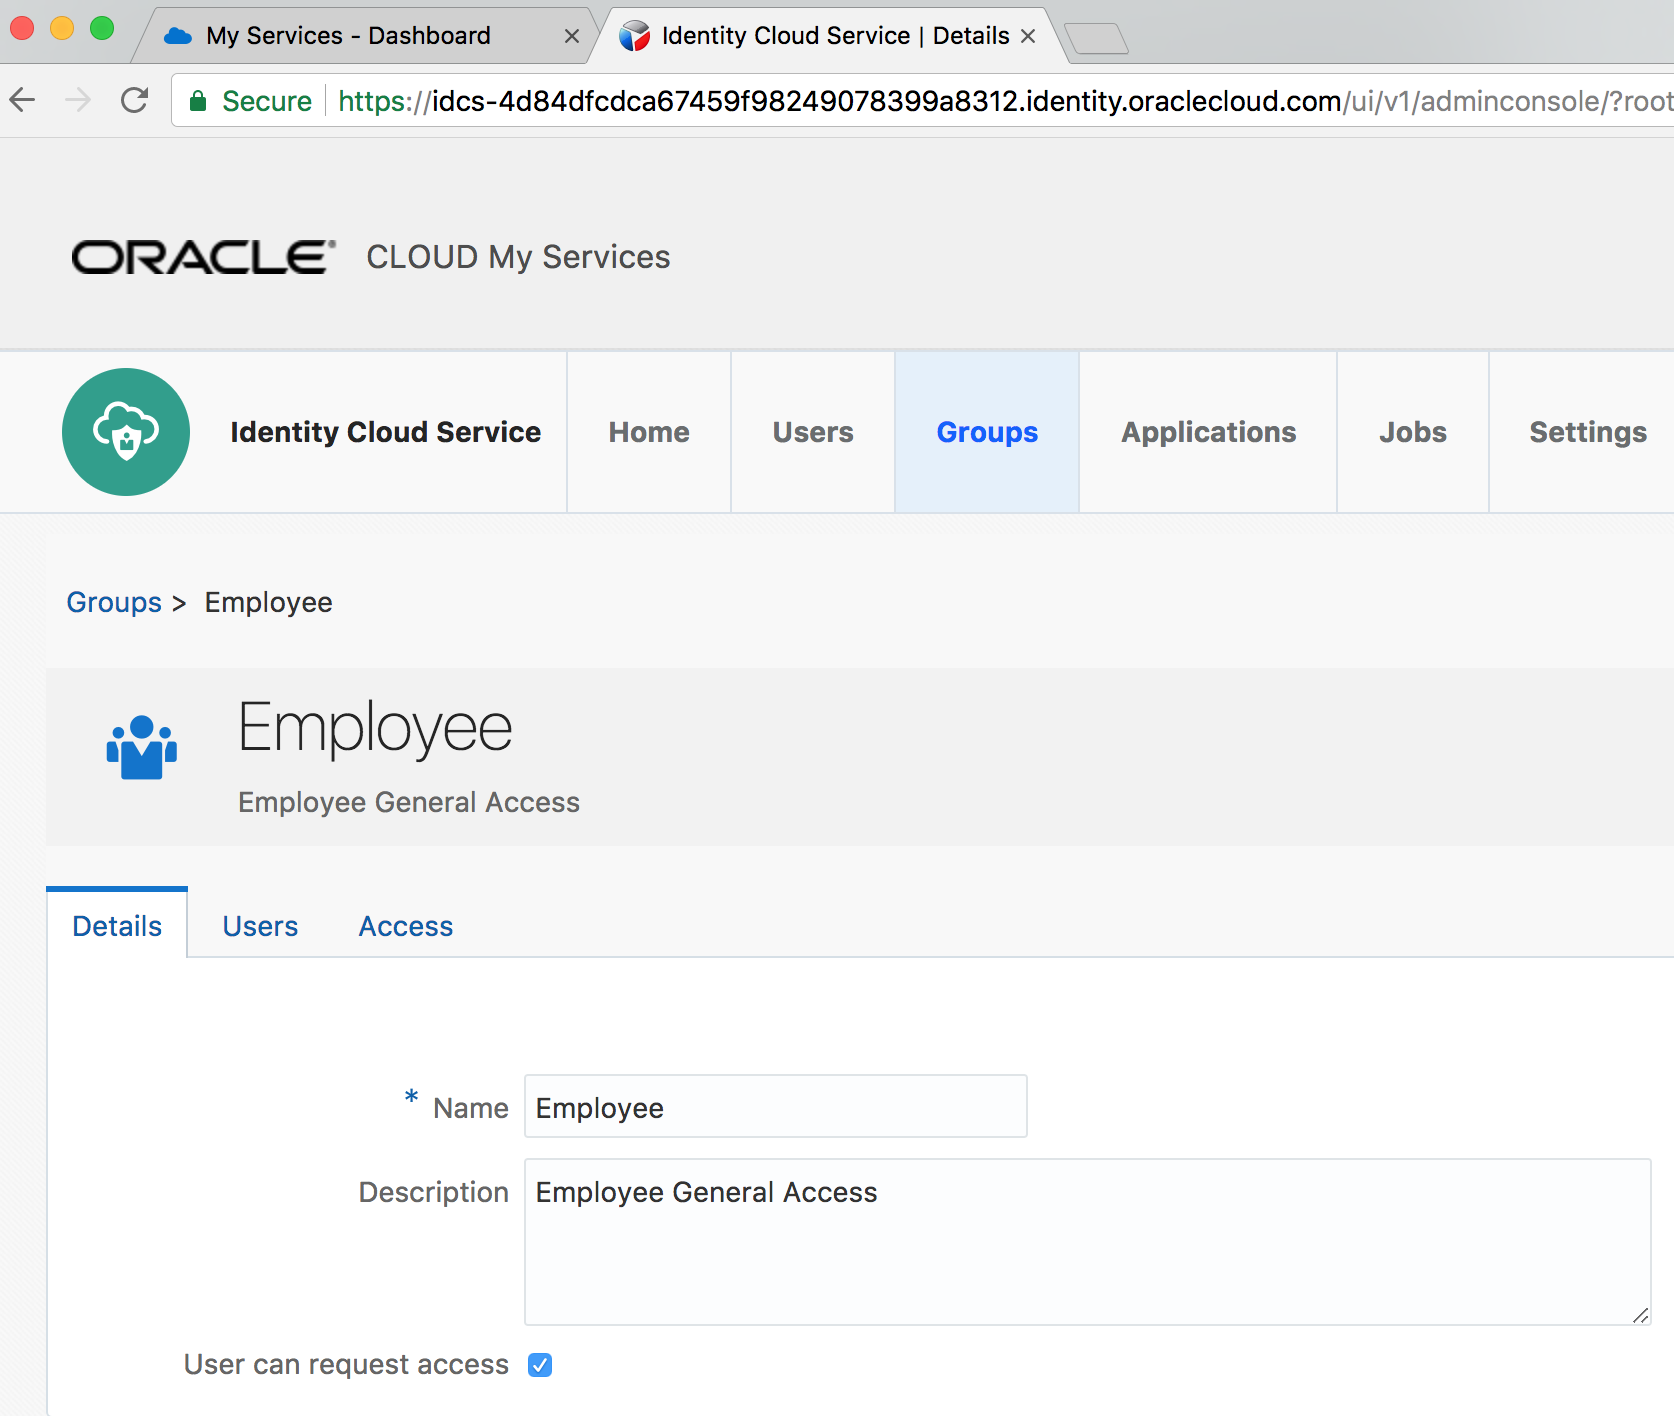 My Services - Dashboard
Identity Cloud Service | Details
Secure https://idcs-4d84dfcdca67459f98249078399a8312.identity.oraclecloud.com/ui/v1/adminconsole/?root
ORACLE® CLOUD My Services
Identity Cloud Service Home Users Groups Applications Jobs Settings
Groups > Employee
Employee
Employee General Access
Details Users Access
* Name Employee
Description Employee General Access
User can request access